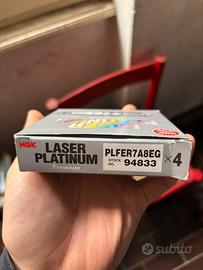 NGK
LASER
PLATINUM
Premium
PLFER7A8EG
STOCK NO. 94833
×4
subito